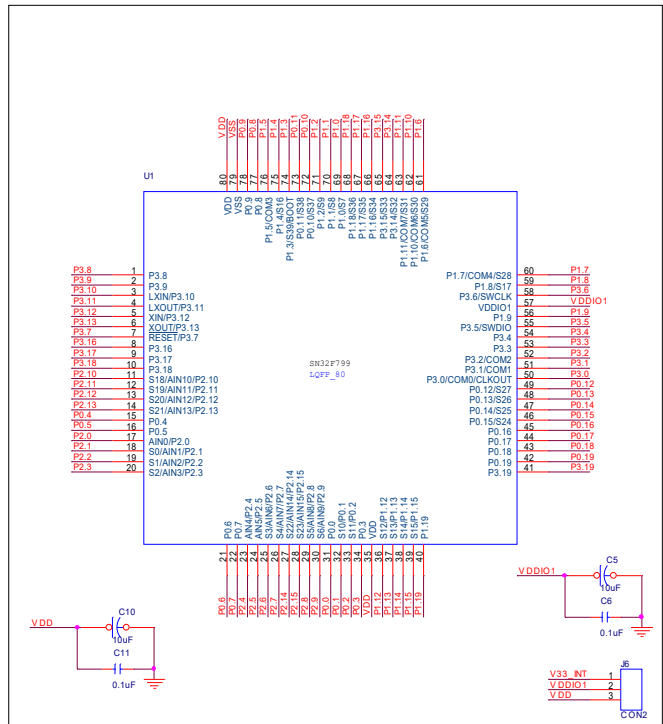 VDD VSS P0.9 P0.8 P1.5 P1.4 P1.3 P0.11 P0.10 P1.2 P1.1 P1.0 P1.18 P1.17 P1.16 P3.15 P3.14 P1.11 P1.10 P1.6
80 79 78 77 76 75 74 73 72 71 70 69 68 67 66 65 64 63 62 61
U1
VDD VSS P0.9 P0.8 P1.5/COM3 P1.4/S16 P1.3/S39/BOOT P0.11/S38 P0.10/S37 P1.2/S9 P1.1/S8 P1.0/S7 P1.18/S36 P1.17/S35 P1.16/S34 P3.15/S33 P3.14/S32 P1.11/COM7/S31 P1.10/COM6/S30 P1.6/COM5/S29
P3.8 1 P3.8
P3.9 2 P3.9
P3.10 3 LXIN/P3.10
P3.11 4 LXOUT/P3.11
P3.12 5 XIN/P3.12
P3.13 6 XOUT/P3.13
P3.7 7 RESET/P3.7
P3.16 8 P3.16
P3.17 9 P3.17
P3.18 10 P3.18
P2.10 11 S18/AIN10/P2.10
P2.11 12 S19/AIN11/P2.11
P2.12 13 S20/AIN12/P2.12
P2.13 14 S21/AIN13/P2.13
P0.4 15 P0.4
P0.5 16 P0.5
P2.0 17 AIN0/P2.0
P2.1 18 S0/AIN1/P2.1
P2.2 19 S1/AIN2/P2.2
P2.3 20 S2/AIN3/P2.3
SN32F799
LQFP_80
P1.7/COM4/S28 60 P1.7
P1.8/S17 59 P1.8
P3.6/SWCLK 58 P3.6
VDDIO1 57 VDDIO1
P1.9 56 P1.9
P3.5/SWDIO 55 P3.5
P3.4 54 P3.4
P3.3 53 P3.3
P3.2/COM2 52 P3.2
P3.1/COM1 51 P3.1
P3.0/COM0/CLKOUT 50 P3.0
P0.12/S27 49 P0.12
P0.13/S26 48 P0.13
P0.14/S25 47 P0.14
P0.15/S24 46 P0.15
P0.16 45 P0.16
P0.17 44 P0.17
P0.18 43 P0.18
P0.19 42 P0.19
P3.19 41 P3.19
P0.6 P0.7 AIN4/P2.4 AIN5/P2.5 S3/AIN6/P2.6 S4/AIN7/P2.7 S22/AIN14/P2.14 S23/AIN15/P2.15 S5/AIN8/P2.8 S6/AIN9/P2.9 P0.0 S10/P0.1 S11/P0.2 P0.3 VDD S12/P1.12 S13/P1.13 S14/P1.14 S15/P1.15 P1.19
21 22 23 24 25 26 27 28 29 30 31 32 33 34 35 36 37 38 39 40
P0.6 P0.7 P2.4 P2.5 P2.6 P2.7 P2.14 P2.15 P2.8 P2.9 P0.0 P0.1 P0.2 P0.3 VDD P1.12 P1.13 P1.14 P1.15 P1.19
VDDIO1
C5
10uF
C6
0.1uF
VDD
C10
10uF
C11
0.1uF
J6
V33_INT 1
VDDIO1 2
VDD 3
CON2